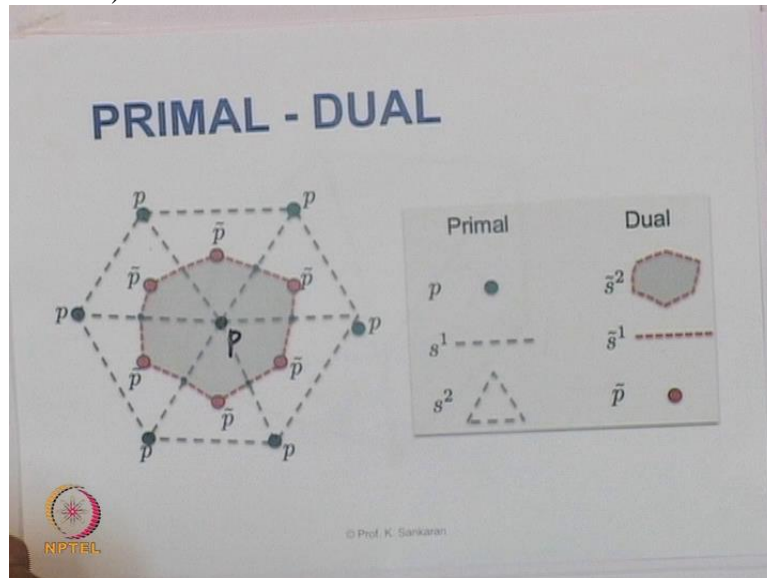 PRIMAL - DUAL
p p
p̃
p̃ p̃
p p
P
p̃ p̃
p̃
p p
Primal Dual
p s̃²
s¹ s̃¹
s² p̃
© Prof. K. Sankaran
NPTEL